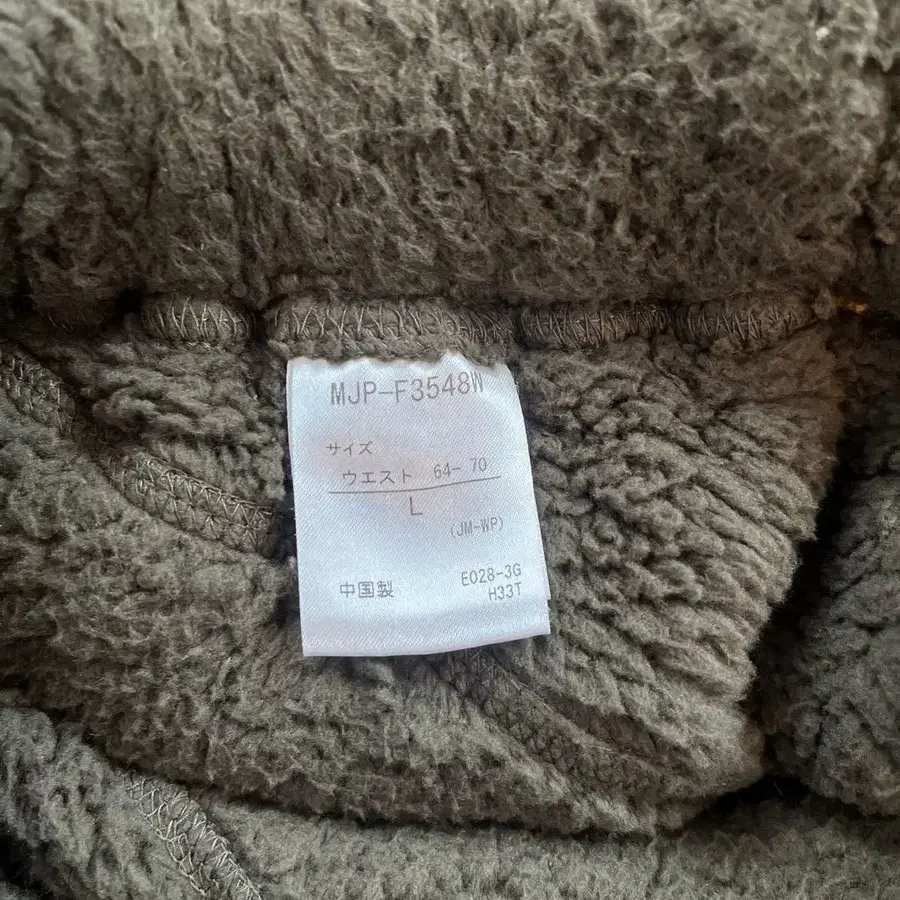 MJP-F3548W
サイズ
ウエスト 64-70
L
(JM-WP)
中国製 E028-3G
H33T